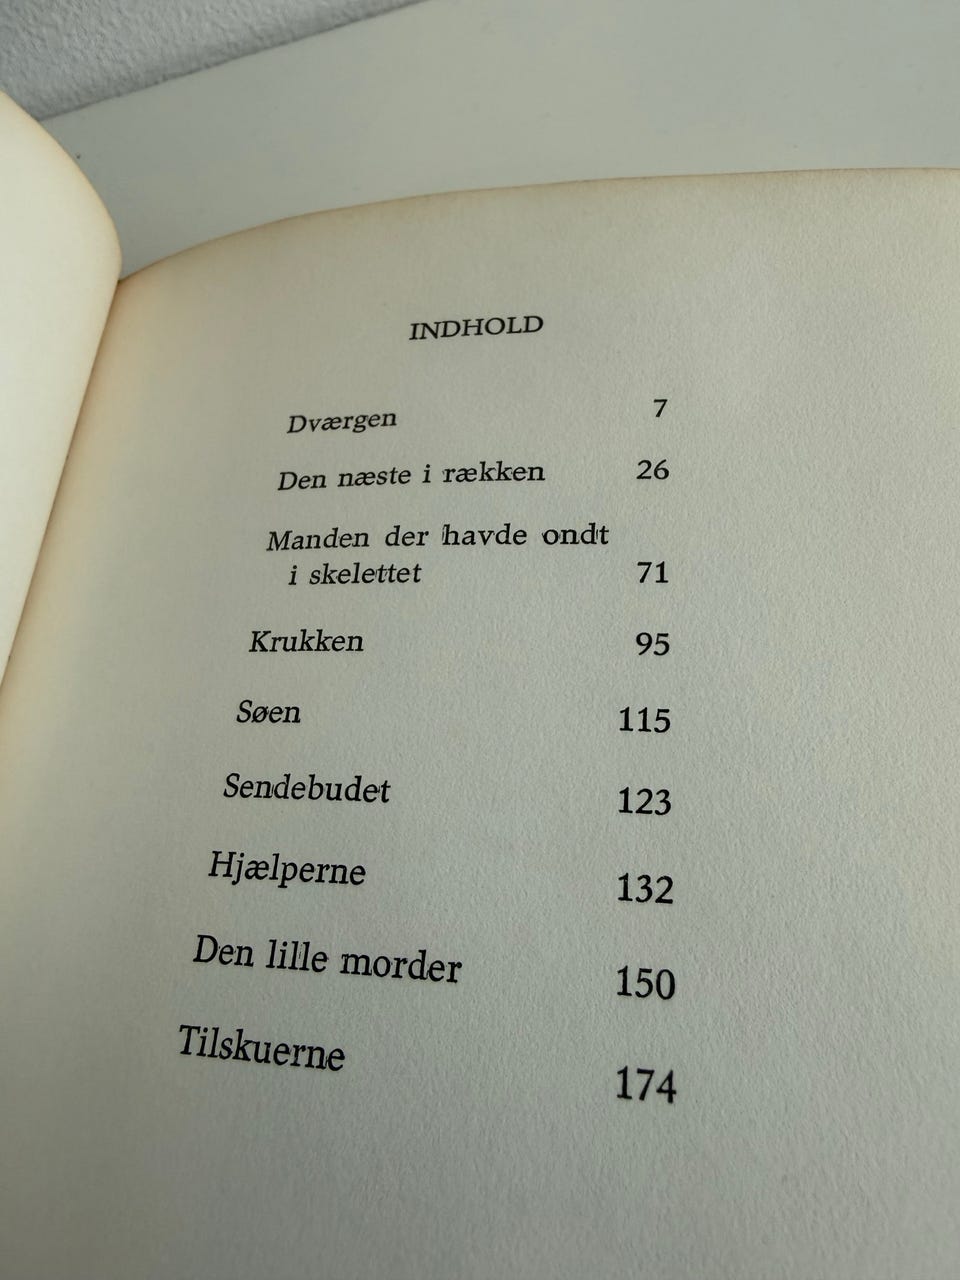 INDHOLD
Dværgen 7
Den næste i rækken 26
Manden der havde ondt
i skelettet 71
Krukken 95
Søen 115
Sendebudet 123
Hjælperne 132
Den lille morder 150
Tilskuerne 174